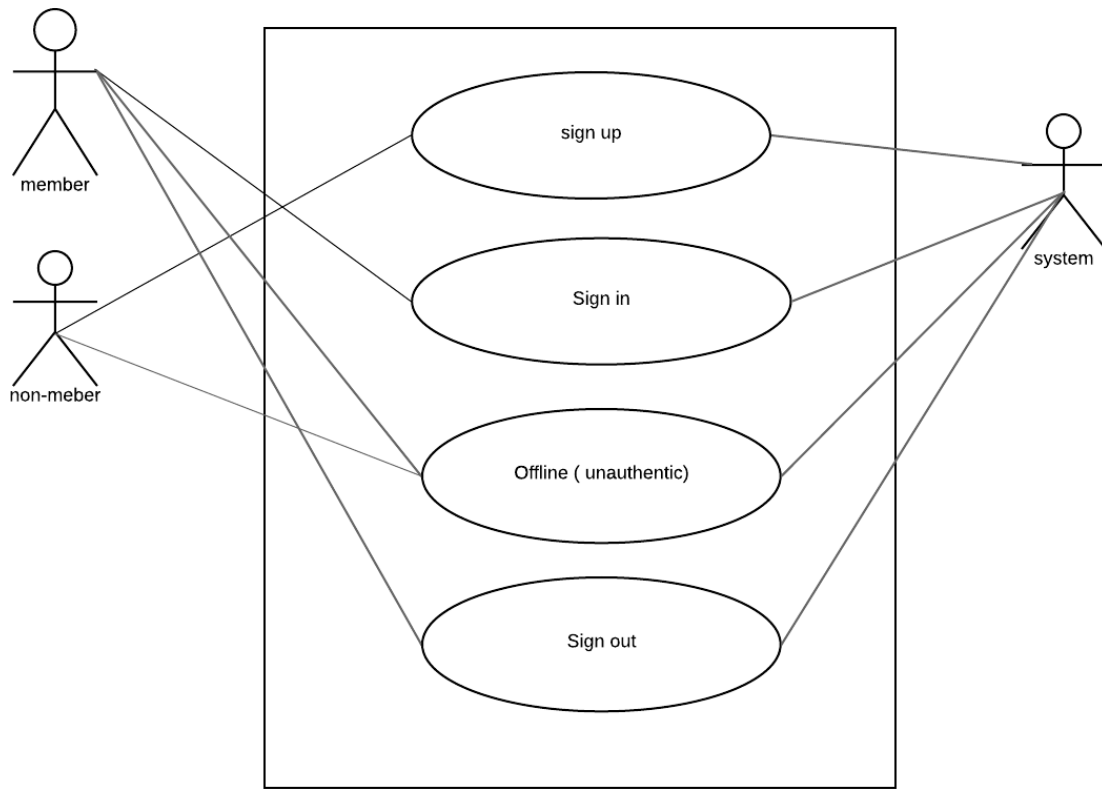 sign up
member
system
Sign in
non-meber
Offline ( unauthentic)
Sign out